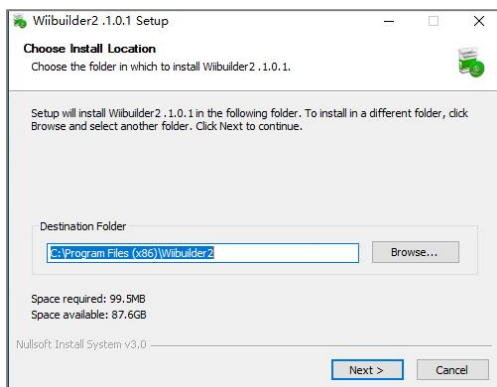 Wiibuilder2 .1.0.1 Setup
Choose Install Location
Choose the folder in which to install Wiibuilder2 .1.0.1.
Setup will install Wiibuilder2 .1.0.1 in the following folder. To install in a different folder, click
Browse and select another folder. Click Next to continue.
Destination Folder
C:\Program Files (x86)\Wiibuilder2
Browse...
Space required: 99.5MB
Space available: 87.6GB
Nullsoft Install System v3.0
Next >
Cancel